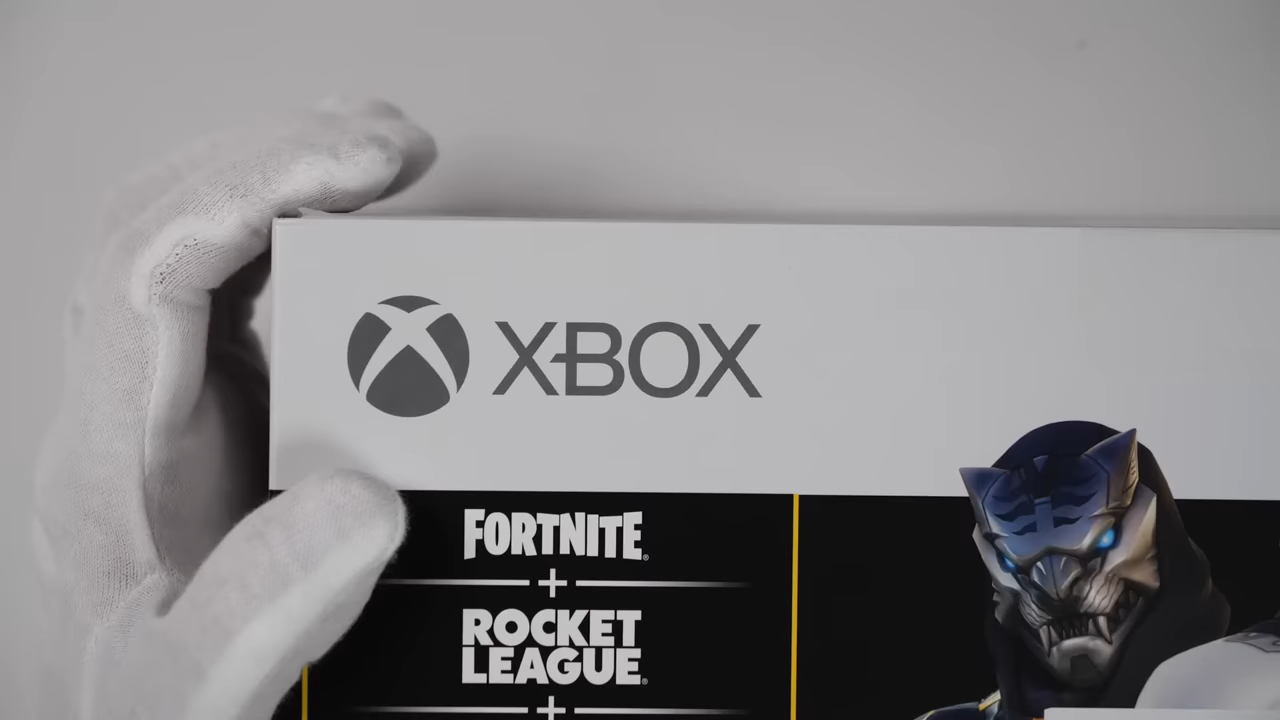 XBOX
FORTNITE
+
ROCKET
LEAGUE
+